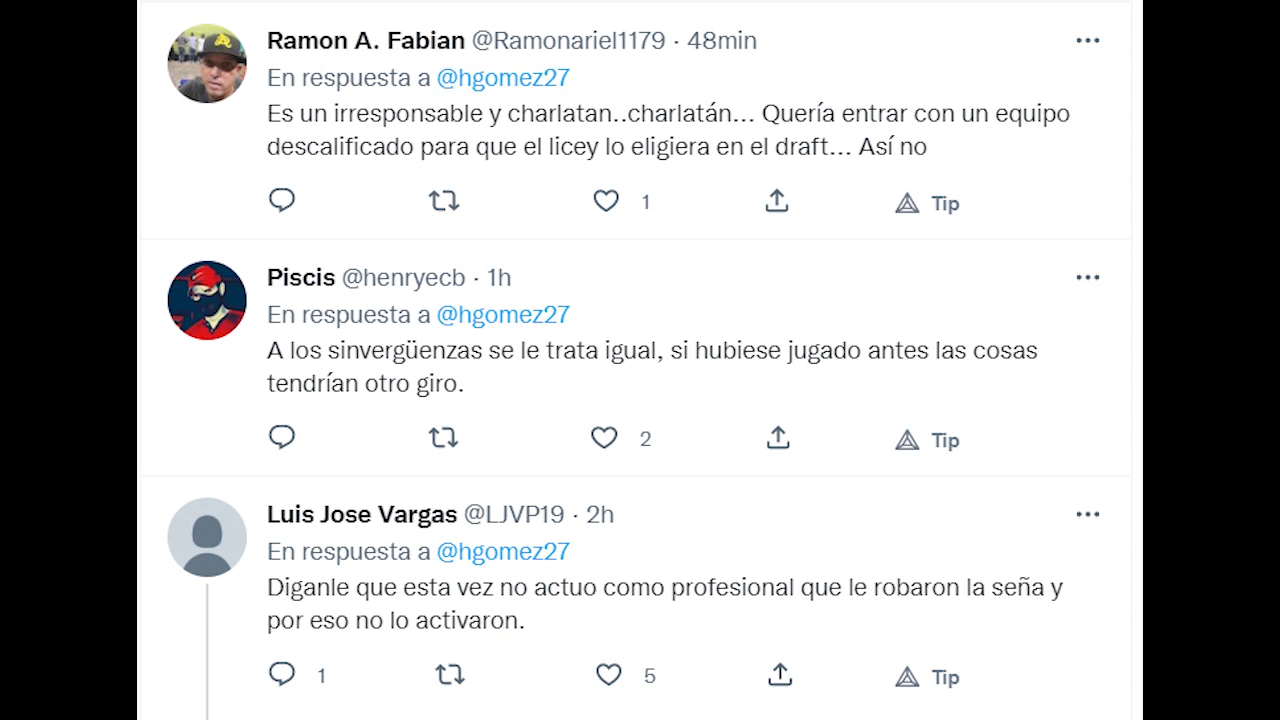 Ramon A. Fabian @Ramonariel1179 · 48min
En respuesta a @hgomez27
Es un irresponsable y charlatan..charlatán... Quería entrar con un equipo
descalificado para que el licey lo eligiera en el draft... Así no
1 Tip
Piscis @henryecb · 1h
En respuesta a @hgomez27
A los sinvergüenzas se le trata igual, si hubiese jugado antes las cosas
tendrían otro giro.
2 Tip
Luis Jose Vargas @LJVP19 · 2h
En respuesta a @hgomez27
Diganle que esta vez no actuo como profesional que le robaron la seña y
por eso no lo activaron.
1 5 Tip